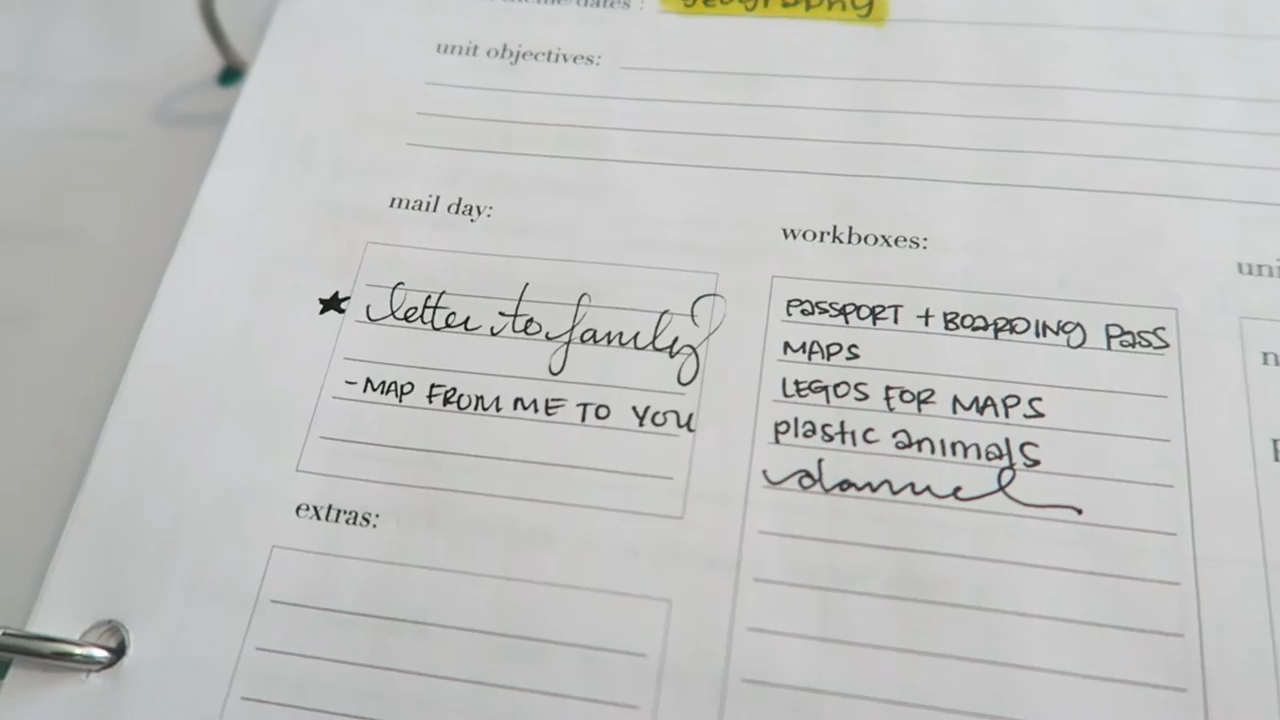 dates :
geography
unit objectives:
mail day:
★ letter to family
- MAP FROM ME TO YOU
workboxes:
PASSPORT + BOARDING PASS
MAPS
LEGOS FOR MAPS
plastic animals
extras: